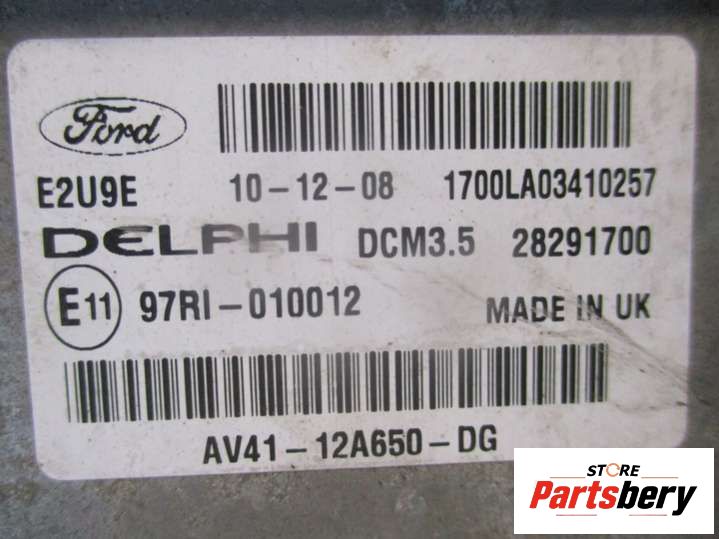 Ford
E2U9E 10-12-08 1700LA03410257
DELPHI DCM3.5 28291700
E11 97RI-010012 MADE IN UK
AV41-12A650-DG
STORE
Partsbery